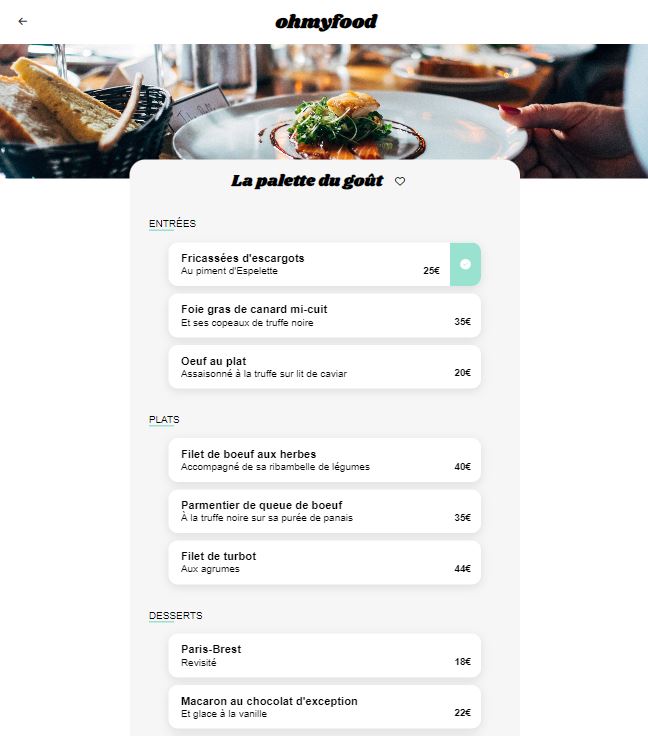 ohmyfood
La palette du goût
ENTRÉES
Fricassées d'escargots
Au piment d'Espelette
25€
Foie gras de canard mi-cuit
Et ses copeaux de truffe noire
35€
Oeuf au plat
Assaisonné à la truffe sur lit de caviar
20€
PLATS
Filet de boeuf aux herbes
Accompagné de sa ribambelle de légumes
40€
Parmentier de queue de boeuf
À la truffe noire sur sa purée de panais
35€
Filet de turbot
Aux agrumes
44€
DESSERTS
Paris-Brest
Revisité
18€
Macaron au chocolat d'exception
Et glace à la vanille
22€